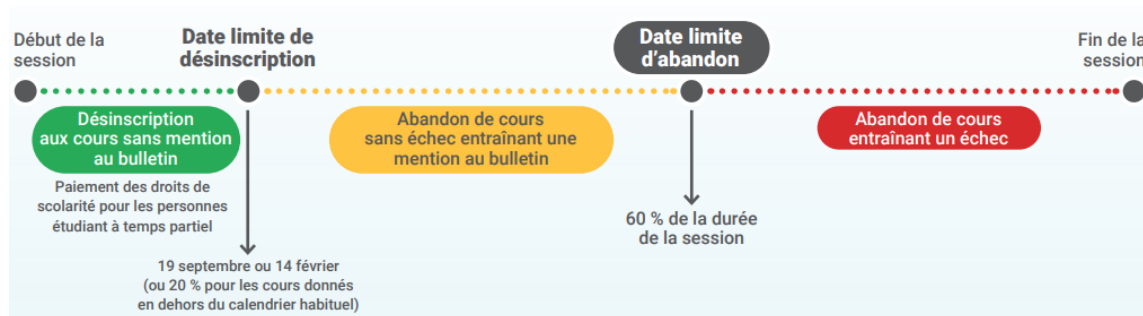 Début de la
session
Date limite de
désinscription
Date limite
d'abandon
Fin de la
session
Désinscription
aux cours sans mention
au bulletin
Abandon de cours
sans échec entraînant une
mention au bulletin
Abandon de cours
entraînant un échec
Paiement des droits de
scolarité pour les personnes
étudiant à temps partiel
19 septembre ou 14 février
(ou 20 % pour les cours donnés
en dehors du calendrier habituel)
60 % de la durée
de la session